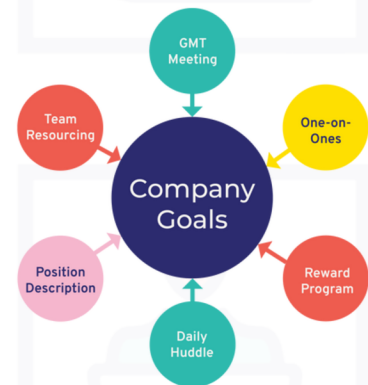 GMT
Meeting
Team
Resourcing
One-on-
Ones
Company
Goals
Position
Description
Reward
Program
Daily
Huddle